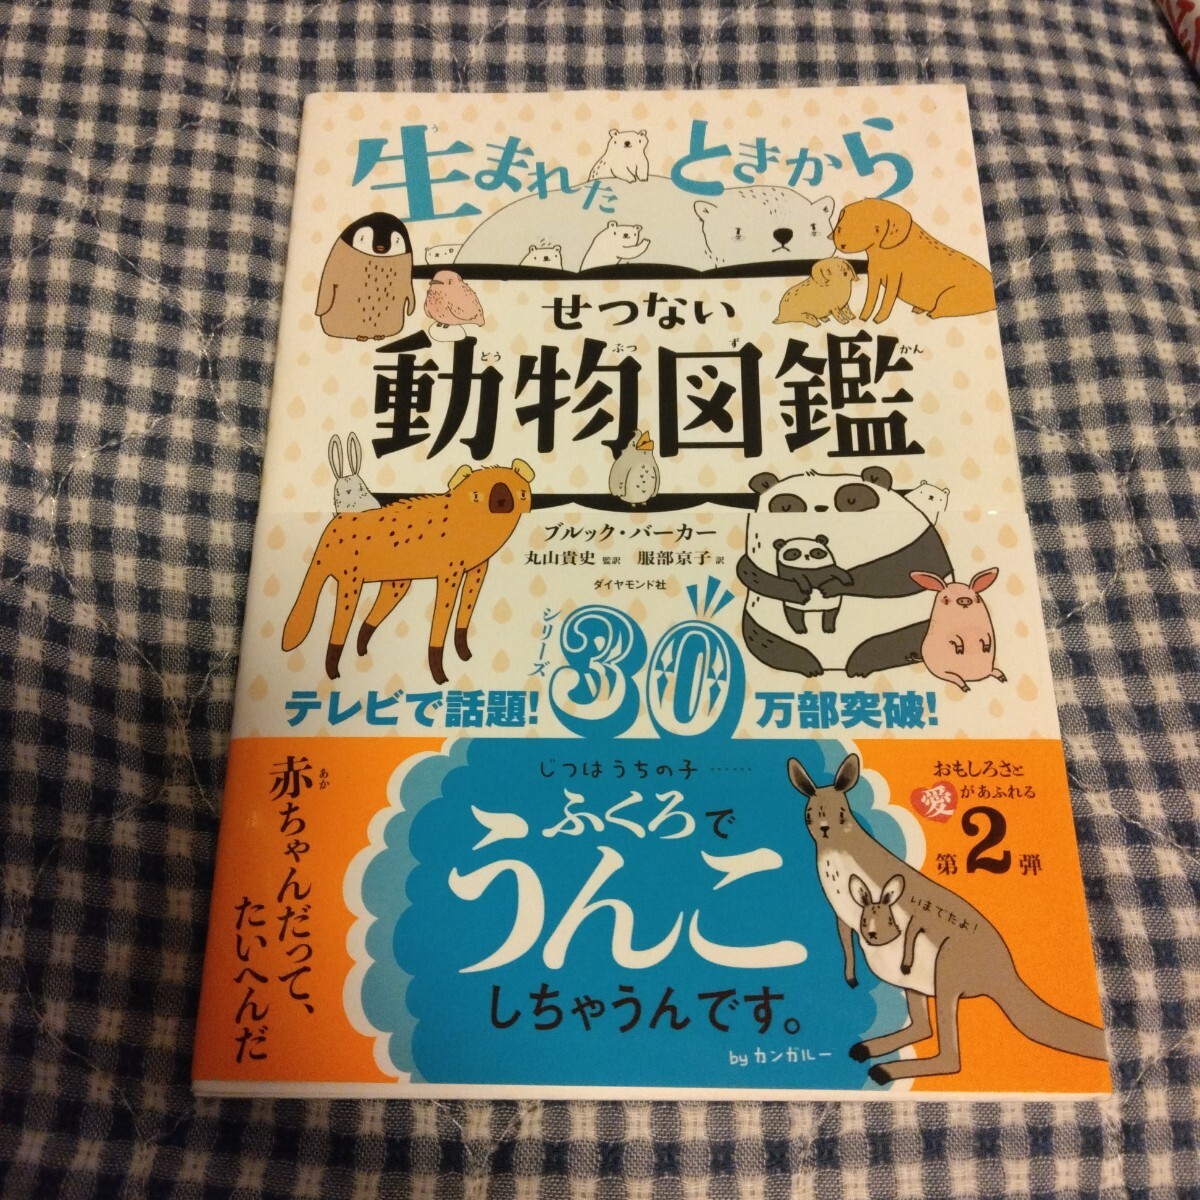 生まれたときから
せつない
動物図鑑
ブルック・バーカー
丸山貴史 監訳 服部京子 訳
ダイヤモンド社
シリーズ
テレビで話題! 30万部突破!
赤ちゃんだって、
たいへんだ
じつはうちの子……
ふくろで
うんこ
しちゃうんです。
by カンガルー
いまでたよ!
おもしろさと
愛があふれる
第2弾